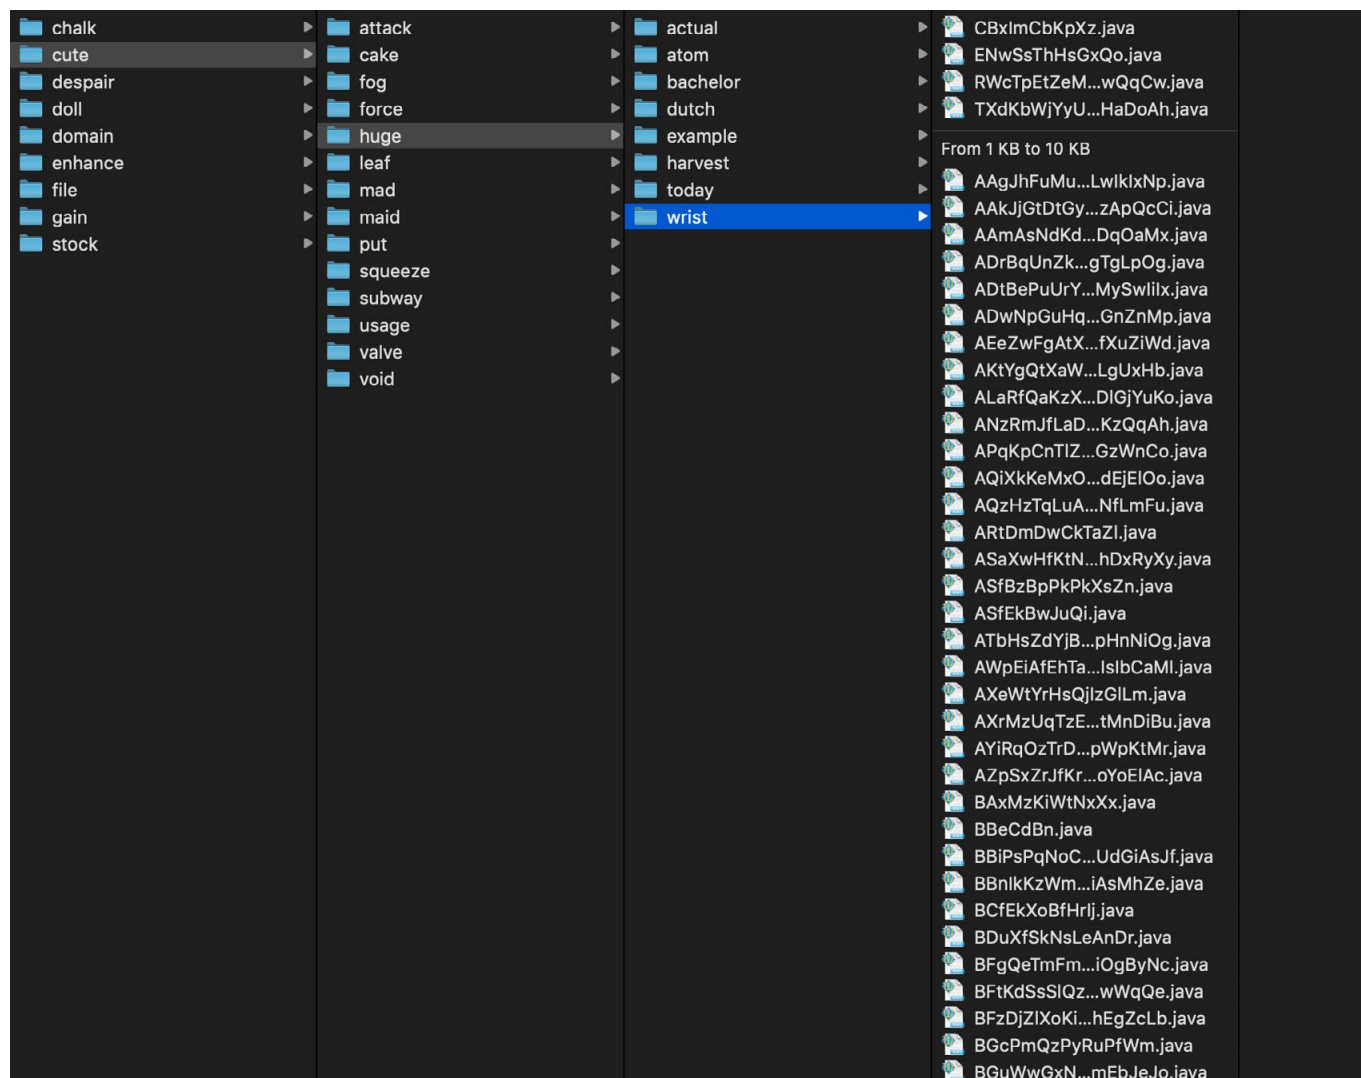 chalk
cute
despair
doll
domain
enhance
file
gain
stock
attack
cake
fog
force
huge
leaf
mad
maid
put
squeeze
subway
usage
valve
void
actual
atom
bachelor
dutch
example
harvest
today
wrist
CBxImCbKpXz.java
ENwSsThHsGxQo.java
RWcTpEtZeM...wQqCw.java
TXdKbWjYyU...HaDoAh.java
From 1 KB to 10 KB
AAgJhFuMu...LwIkIxNp.java
AAkJjGtDtGy...zApQcCi.java
AAmAsNdKd...DqOaMx.java
ADrBqUnZk...gTgLpOg.java
ADtBePuUrY...MySwIiIx.java
ADwNpGuHq...GnZnMp.java
AEeZwFgAtX...fXuZiWd.java
AKtYgQtXaW...LgUxHb.java
ALaRfQaKzX...DlGjYuKo.java
ANzRmJfLaD...KzQqAh.java
APqKpCnTlZ...GzWnCo.java
AQiXkKeMxO...dEjElOo.java
AQzHzTqLuA...NfLmFu.java
ARtDmDwCkTaZl.java
ASaXwHfKtN...hDxRyXy.java
ASfBzBpPkPkXsZn.java
ASfEkBwJuQi.java
ATbHsZdYjB...pHnNiOg.java
AWpEiAfEhTa...IsIbCaMl.java
AXeWtYrHsQjIzGlLm.java
AXrMzUqTzE...tMnDiBu.java
AYiRqOzTrD...pWpKtMr.java
AZpSxZrJfKr...oYoElAc.java
BAxMzKiWtNxXx.java
BBeCdBn.java
BBiPsPqNoC...UdGiAsJf.java
BBnIkKzWm...iAsMhZe.java
BCfEkXoBfHrIj.java
BDuXfSkNsLeAnDr.java
BFgQeTmFm...iOgByNc.java
BFtKdSsSlQz...wWqQe.java
BFzDjZlXoKi...hEgZcLb.java
BGcPmQzPyRuPfWm.java
BGuWwGxN...mEbJeJo.java